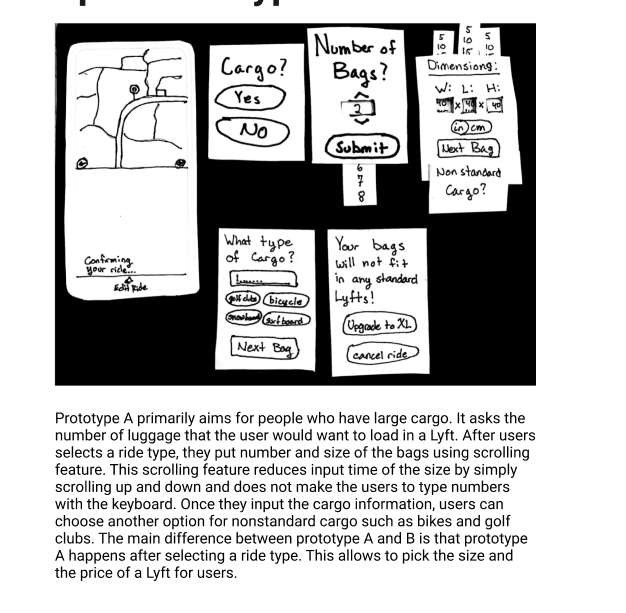 Cargo?
Yes
No
Number of
Bags?
2
Submit
6
7
8
5
10
5
10
15
5
10
Dimensions:
W: L: H:
40 x 40 x 40
in cm
Next Bag
Non standard
Cargo?
Confirming
your ride...
Edit Ride
What type
of Cargo?
golf clubs bicycle
snowboard surfboard
Next Bag
Your bags
will not fit
in any standard
Lyfts!
Upgrade to XL
cancel ride
Prototype A primarily aims for people who have large cargo. It asks the
number of luggage that the user would want to load in a Lyft. After users
selects a ride type, they put number and size of the bags using scrolling
feature. This scrolling feature reduces input time of the size by simply
scrolling up and down and does not make the users to type numbers
with the keyboard. Once they input the cargo information, users can
choose another option for nonstandard cargo such as bikes and golf
clubs. The main difference between prototype A and B is that prototype
A happens after selecting a ride type. This allows to pick the size and
the price of a Lyft for users.